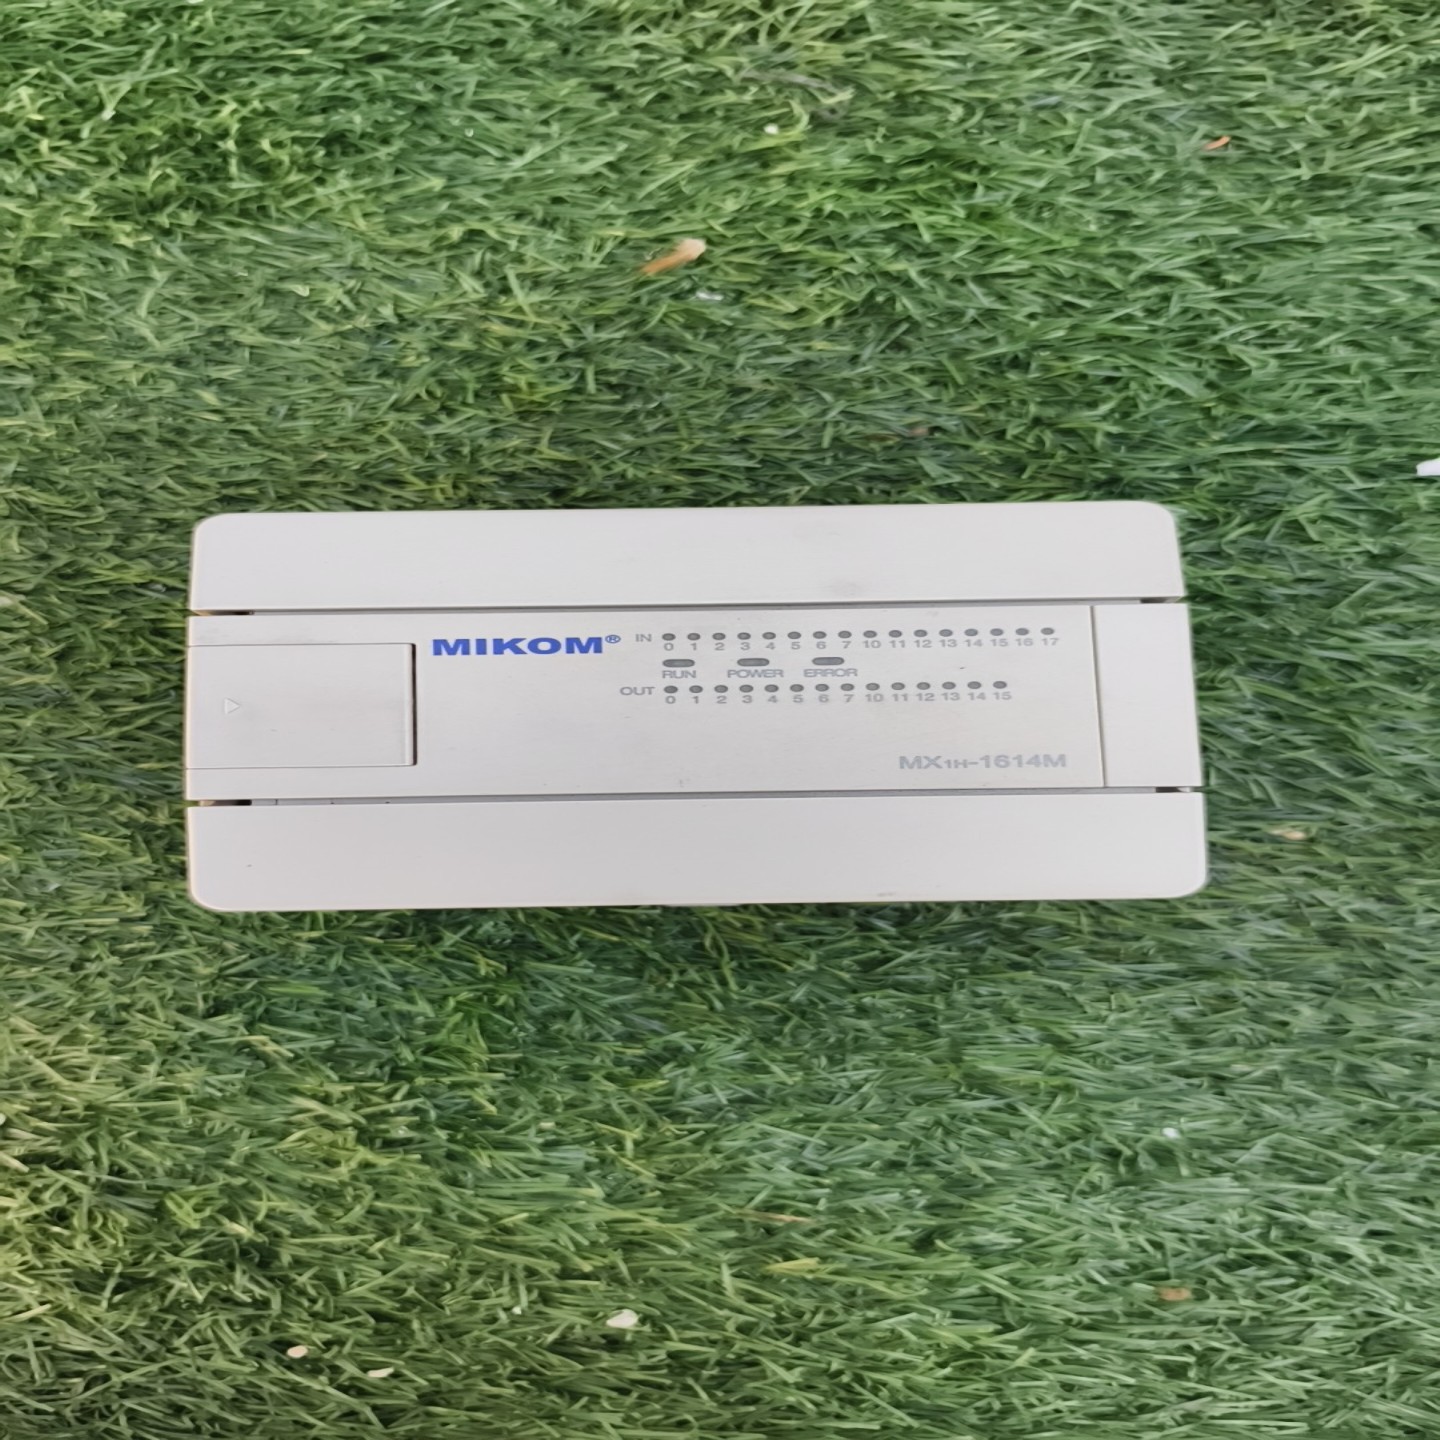 MIKOM®
IN
0 1 2 3 4 5 6 7 10 11 12 13 14 15 16 17
RUN POWER ERROR
OUT
0 1 2 3 4 5 6 7 10 11 12 13 14 15
MX1H-1614M